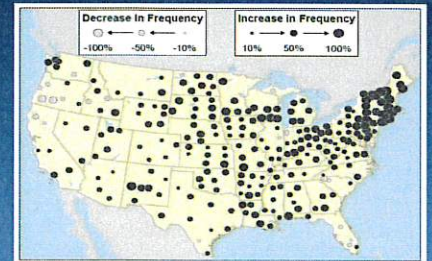 Decrease in Frequency
-100% -50% -10%
Increase in Frequency
10% 50% 100%